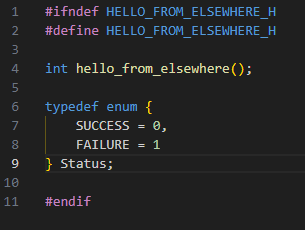 1 #ifndef HELLO_FROM_ELSEWHERE_H
2 #define HELLO_FROM_ELSEWHERE_H
3
4 int hello_from_elsewhere();
5
6 typedef enum {
7     SUCCESS = 0,
8     FAILURE = 1
9 } Status;
10
11 #endif